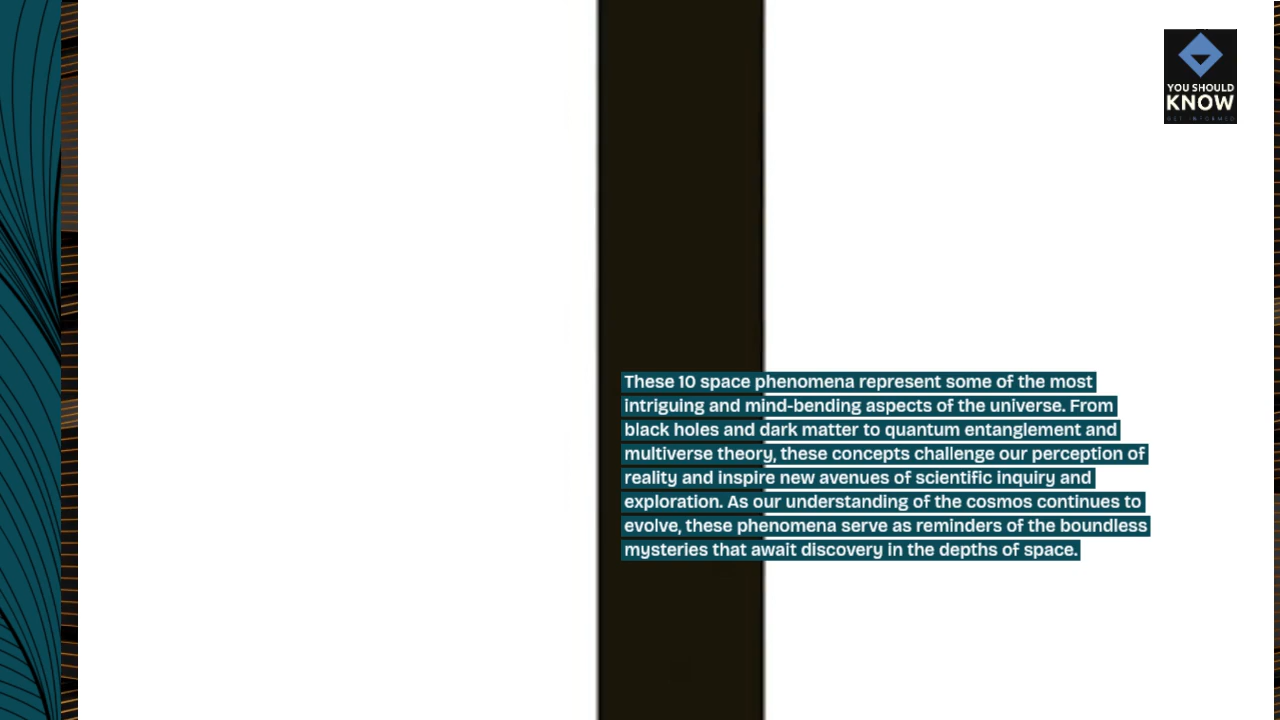 YOU SHOULD
KNOW
GET INFORMED
These 10 space phenomena represent some of the most
intriguing and mind-bending aspects of the universe. From
black holes and dark matter to quantum entanglement and
multiverse theory, these concepts challenge our perception of
reality and inspire new avenues of scientific inquiry and
exploration. As our understanding of the cosmos continues to
evolve, these phenomena serve as reminders of the boundless
mysteries that await discovery in the depths of space.